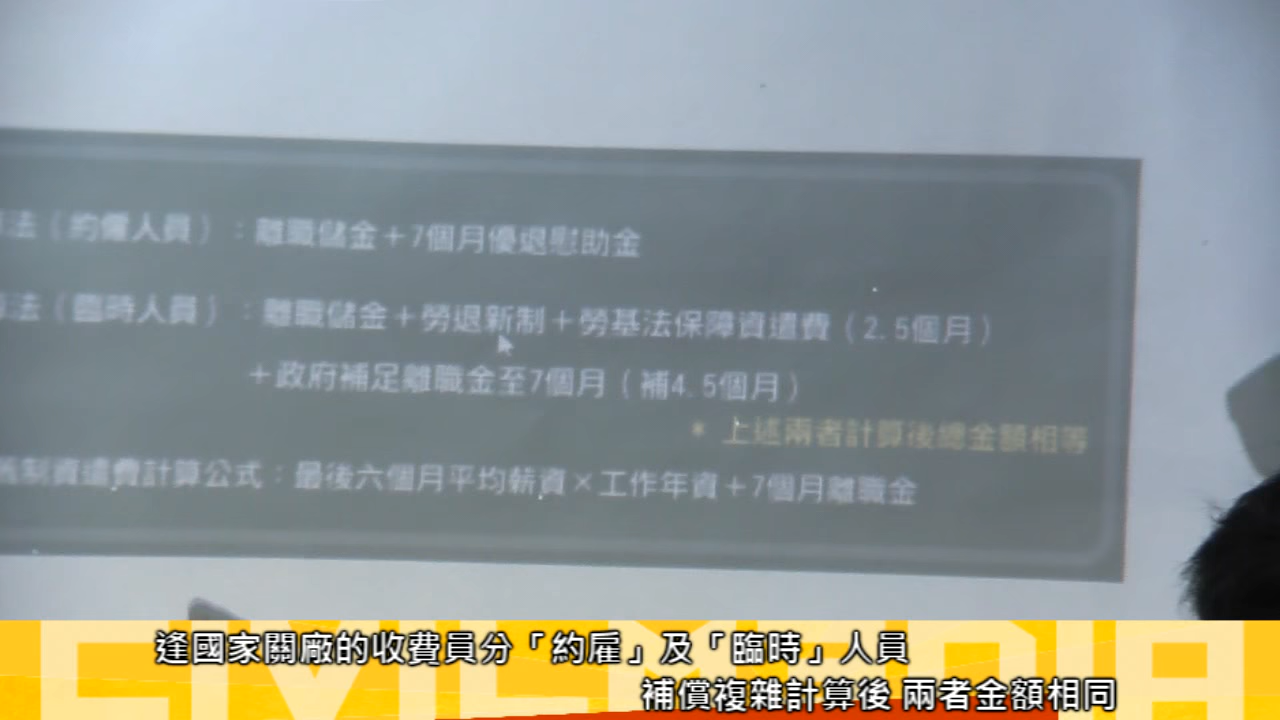 法（約僱人員）：離職儲金＋7個月優退慰助金
法（臨時人員）：離職儲金＋勞退新制＋勞基法保障資遣費（2.5個月）
＋政府補足離職金至7個月（補4.5個月）
* 上述兩者計算後總金額相等
制資遣費計算公式：最後六個月平均薪資×工作年資＋7個月離職金
逢國家關廠的收費員分「約雇」及「臨時」人員
補償複雜計算後 兩者金額相同